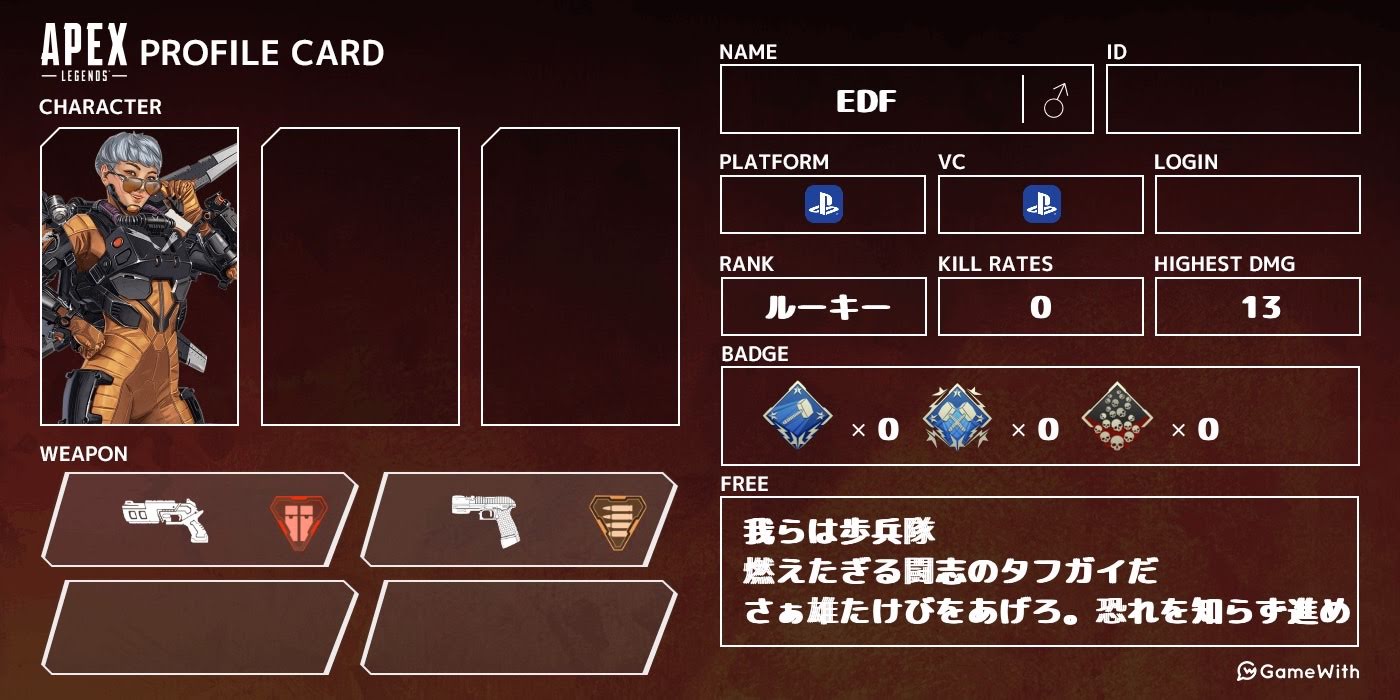 APEX
LEGENDS
PROFILE CARD
CHARACTER
WEAPON
NAME
EDF
ID
PLATFORM
VC
LOGIN
RANK
ルーキー
KILL RATES
0
HIGHEST DMG
13
BADGE
× 0
× 0
× 0
FREE
我らは歩兵隊
燃えたぎる闘志のタフガイだ
さぁ雄たけびをあげろ。恐れを知らず進め
GameWith